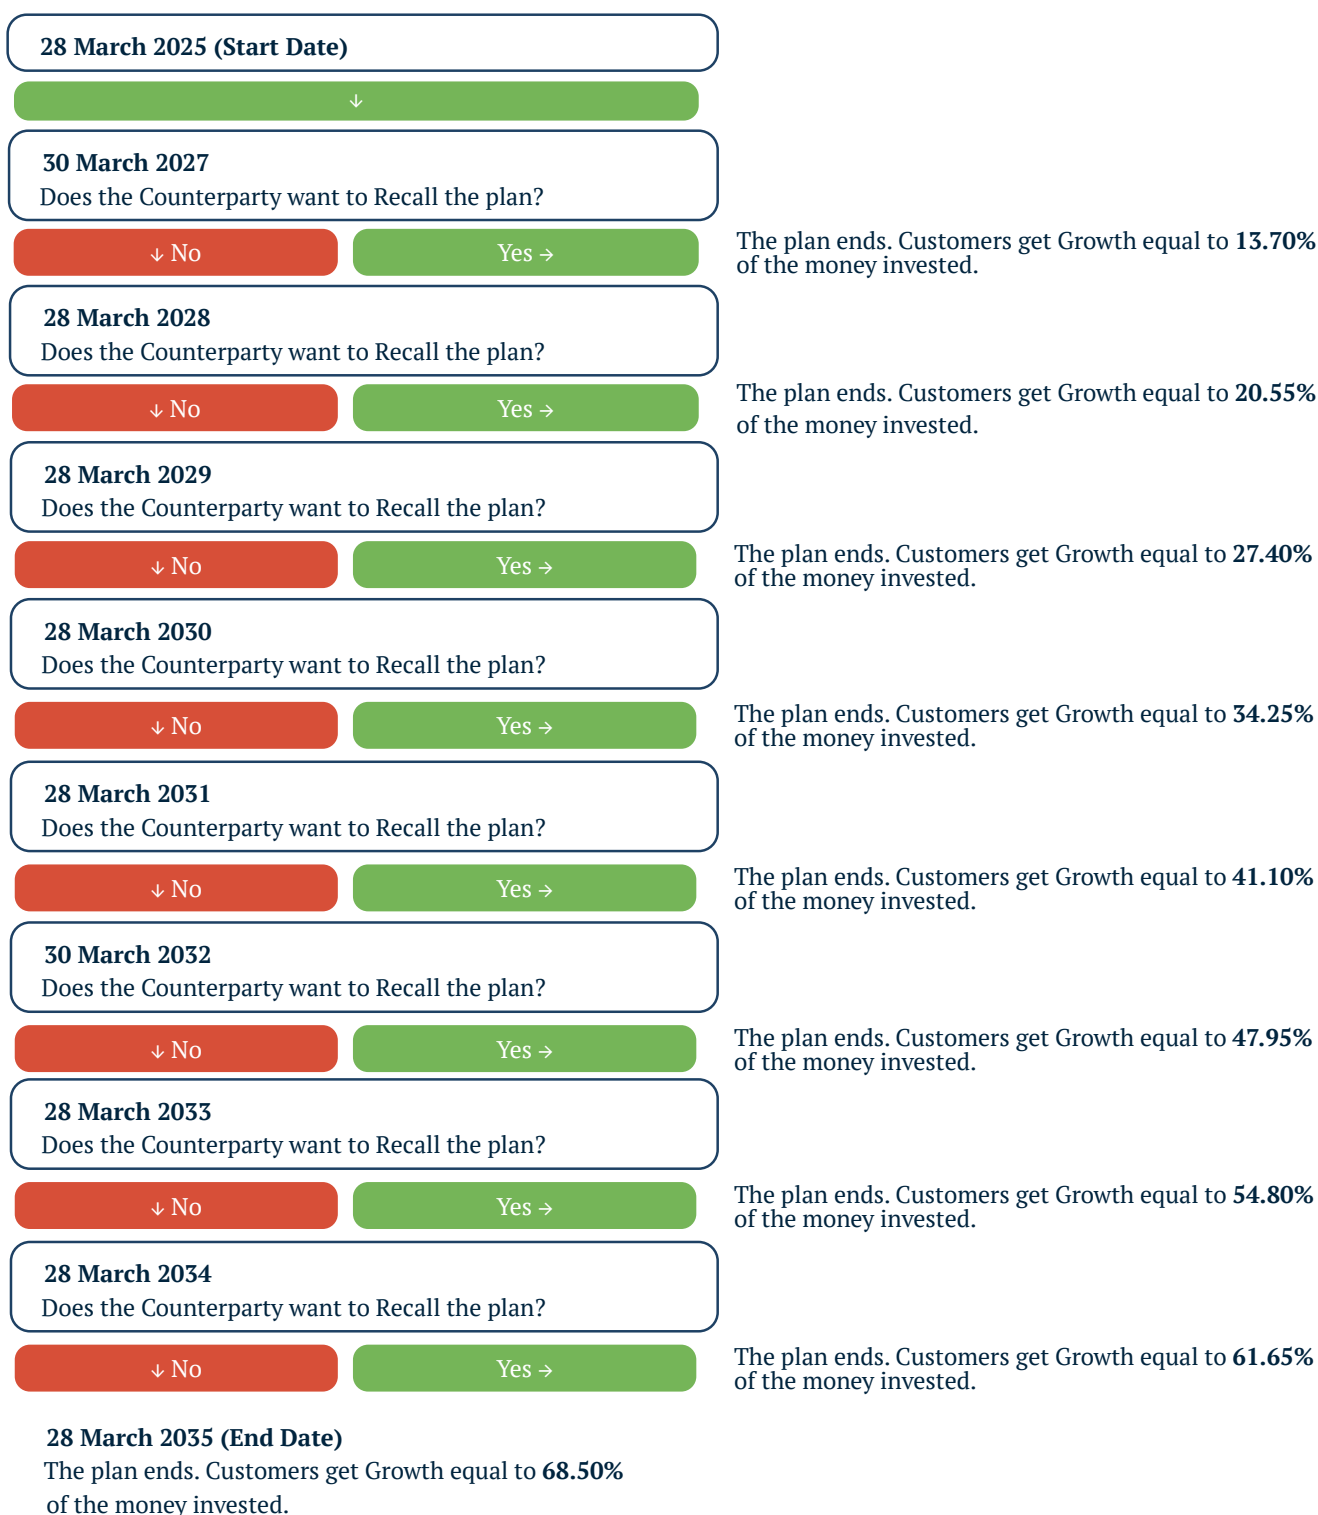 28 March 2025 (Start Date)
↓
30 March 2027
Does the Counterparty want to Recall the plan?
↓ No
Yes →
The plan ends. Customers get Growth equal to 13.70%
of the money invested.
28 March 2028
Does the Counterparty want to Recall the plan?
↓ No
Yes →
The plan ends. Customers get Growth equal to 20.55%
of the money invested.
28 March 2029
Does the Counterparty want to Recall the plan?
↓ No
Yes →
The plan ends. Customers get Growth equal to 27.40%
of the money invested.
28 March 2030
Does the Counterparty want to Recall the plan?
↓ No
Yes →
The plan ends. Customers get Growth equal to 34.25%
of the money invested.
28 March 2031
Does the Counterparty want to Recall the plan?
↓ No
Yes →
The plan ends. Customers get Growth equal to 41.10%
of the money invested.
30 March 2032
Does the Counterparty want to Recall the plan?
↓ No
Yes →
The plan ends. Customers get Growth equal to 47.95%
of the money invested.
28 March 2033
Does the Counterparty want to Recall the plan?
↓ No
Yes →
The plan ends. Customers get Growth equal to 54.80%
of the money invested.
28 March 2034
Does the Counterparty want to Recall the plan?
↓ No
Yes →
The plan ends. Customers get Growth equal to 61.65%
of the money invested.
28 March 2035 (End Date)
The plan ends. Customers get Growth equal to 68.50%
of the money invested.